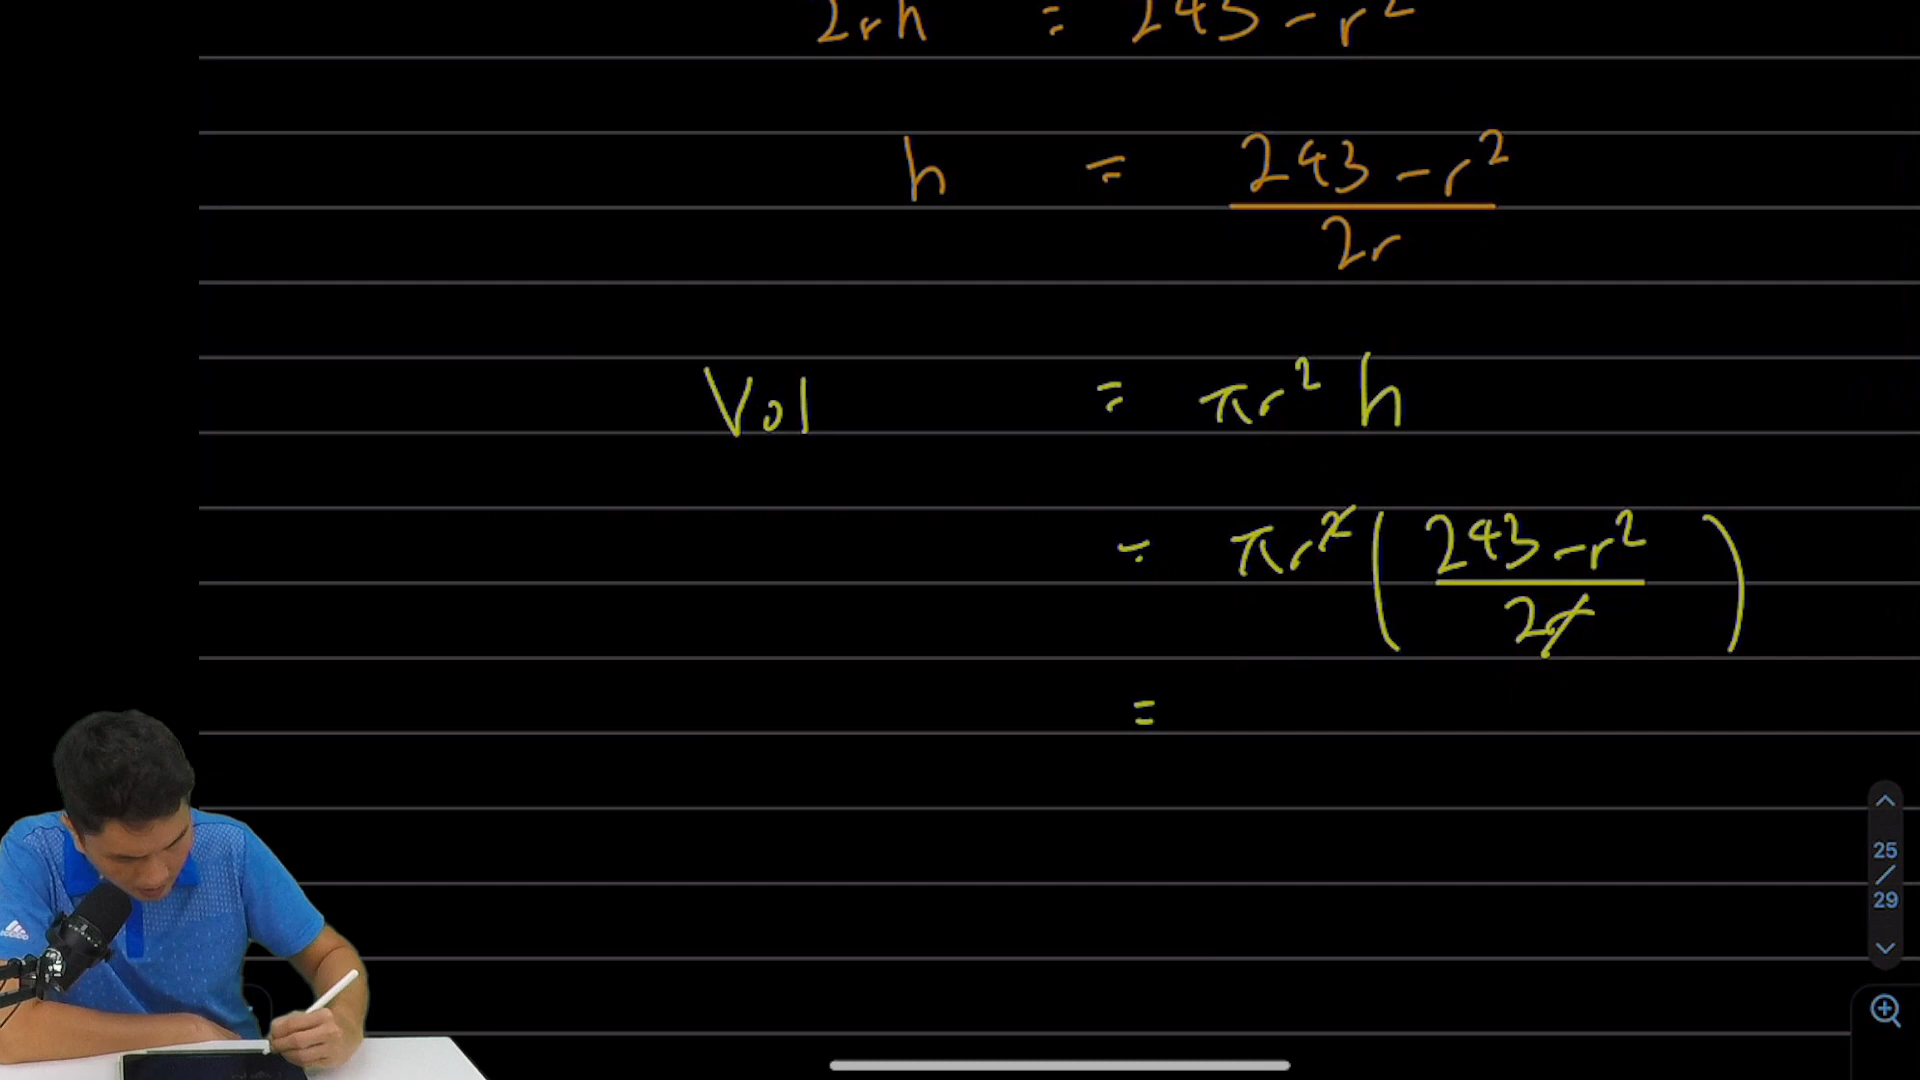 2rh = 243 - r²
h = 243 - r²
2r
Vol = πr² h
= πr² ( 243 - r² )
2r
=
25
/
29